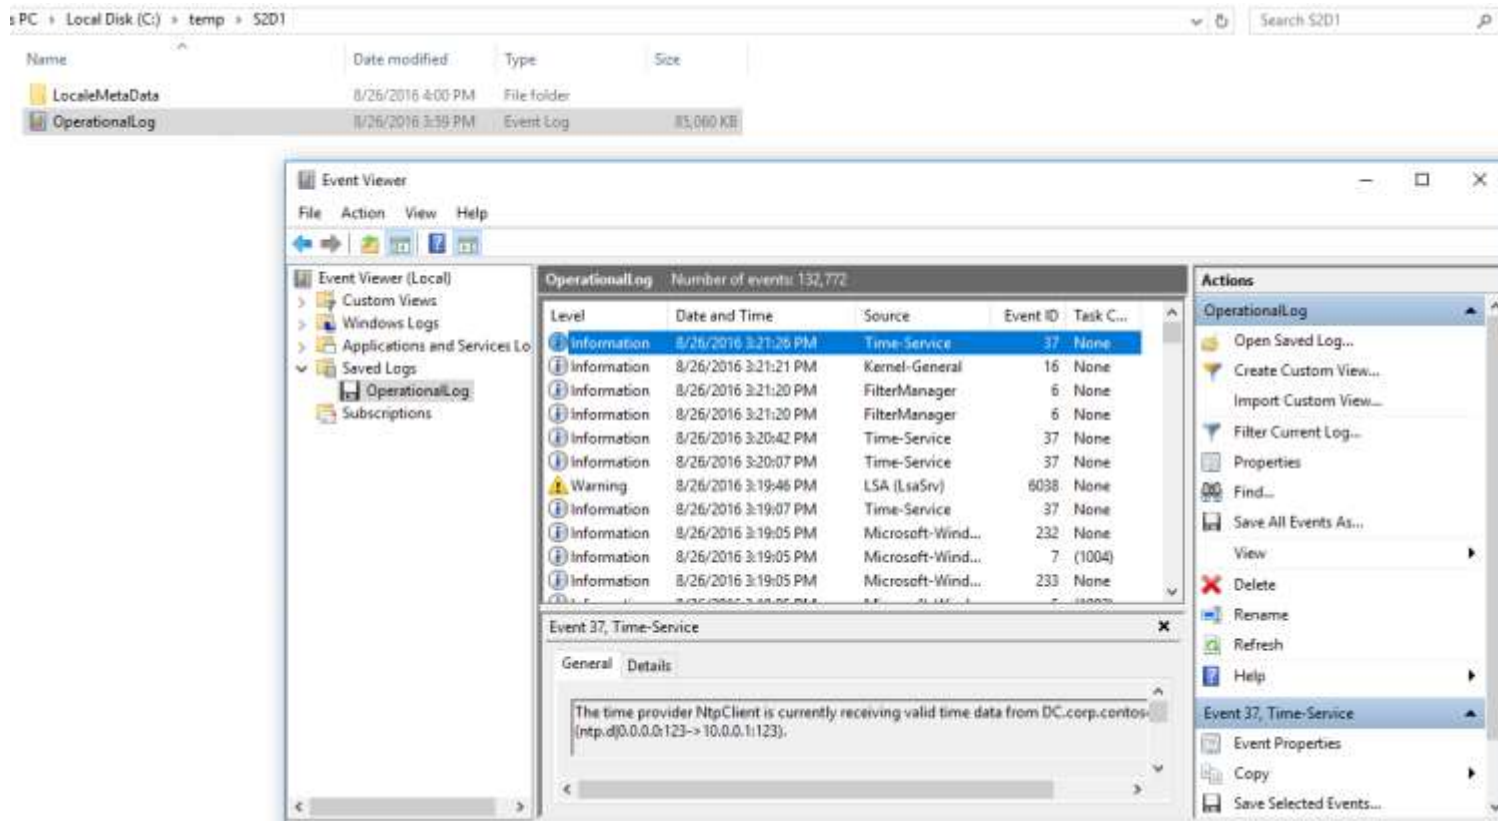 s PC › Local Disk (C:) › temp › S2D1 Search S2D1
Name Date modified Type Size
LocaleMetaData 8/26/2016 4:00 PM File folder
OperationalLog 8/26/2016 3:59 PM Event Log 85,060 KB
Event Viewer
File Action View Help
Event Viewer (Local)
Custom Views
Windows Logs
Applications and Services Lo
Saved Logs
OperationalLog
Subscriptions
OperationalLog Number of events: 132,772
Level Date and Time Source Event ID Task C...
Information 8/26/2016 3:21:26 PM Time-Service 37 None
Information 8/26/2016 3:21:21 PM Kernel-General 16 None
Information 8/26/2016 3:21:20 PM FilterManager 6 None
Information 8/26/2016 3:21:20 PM FilterManager 6 None
Information 8/26/2016 3:20:42 PM Time-Service 37 None
Information 8/26/2016 3:20:07 PM Time-Service 37 None
Warning 8/26/2016 3:19:46 PM LSA (LsaSrv) 6038 None
Information 8/26/2016 3:19:07 PM Time-Service 37 None
Information 8/26/2016 3:19:05 PM Microsoft-Wind... 232 None
Information 8/26/2016 3:19:05 PM Microsoft-Wind... 7 (1004)
Information 8/26/2016 3:19:05 PM Microsoft-Wind... 233 None
Event 37, Time-Service
General Details
The time provider NtpClient is currently receiving valid time data from DC.corp.contos
(ntp.d|0.0.0.0:123->10.0.0.1:123).
Actions
OperationalLog
Open Saved Log...
Create Custom View...
Import Custom View...
Filter Current Log...
Properties
Find...
Save All Events As...
View
Delete
Rename
Refresh
Help
Event 37, Time-Service
Event Properties
Copy
Save Selected Events...